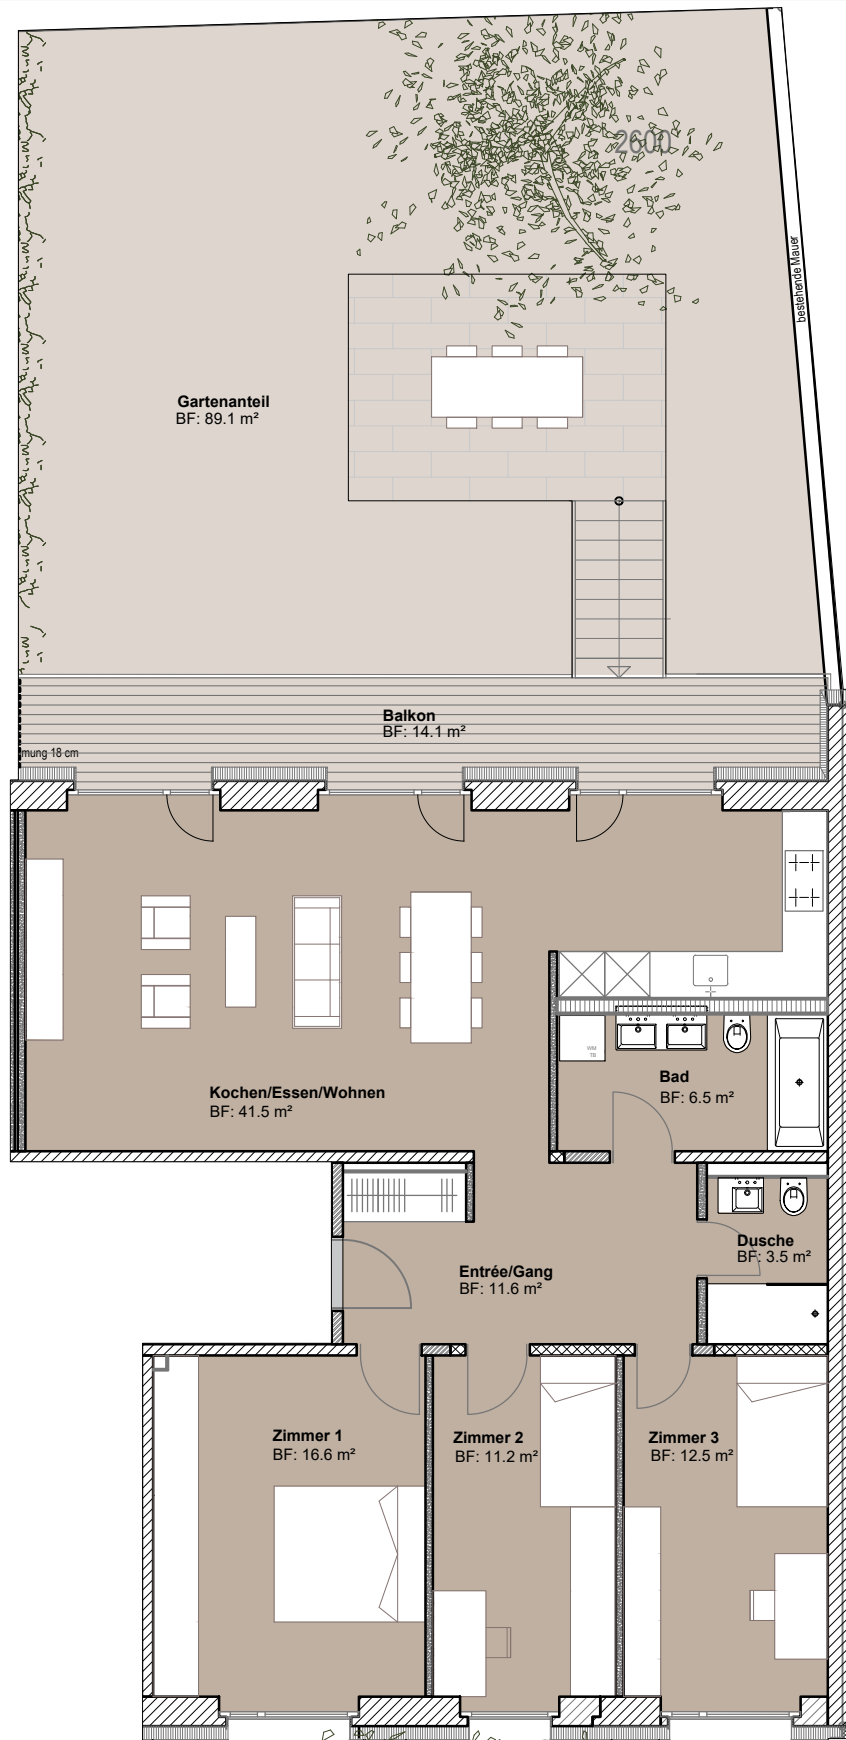 2600
bestehende Mauer
Gartenanteil
BF: 89.1 m²
Balkon
BF: 14.1 m²
mung 18 cm
Kochen/Essen/Wohnen
BF: 41.5 m²
WM
TB
Bad
BF: 6.5 m²
Dusche
BF: 3.5 m²
Entrée/Gang
BF: 11.6 m²
Zimmer 1
BF: 16.6 m²
Zimmer 2
BF: 11.2 m²
Zimmer 3
BF: 12.5 m²